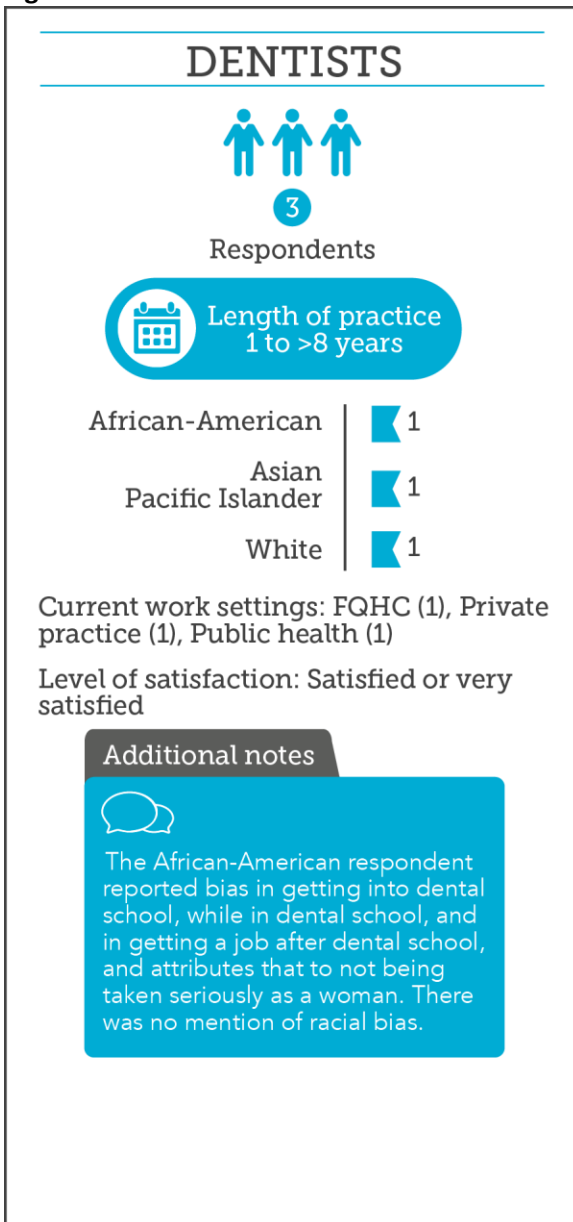 DENTISTS
3
Respondents
Length of practice
1 to >8 years
African-American 1
Asian
Pacific Islander 1
White 1
Current work settings: FQHC (1), Private
practice (1), Public health (1)
Level of satisfaction: Satisfied or very
satisfied
Additional notes
The African-American respondent
reported bias in getting into dental
school, while in dental school, and
in getting a job after dental school,
and attributes that to not being
taken seriously as a woman. There
was no mention of racial bias.